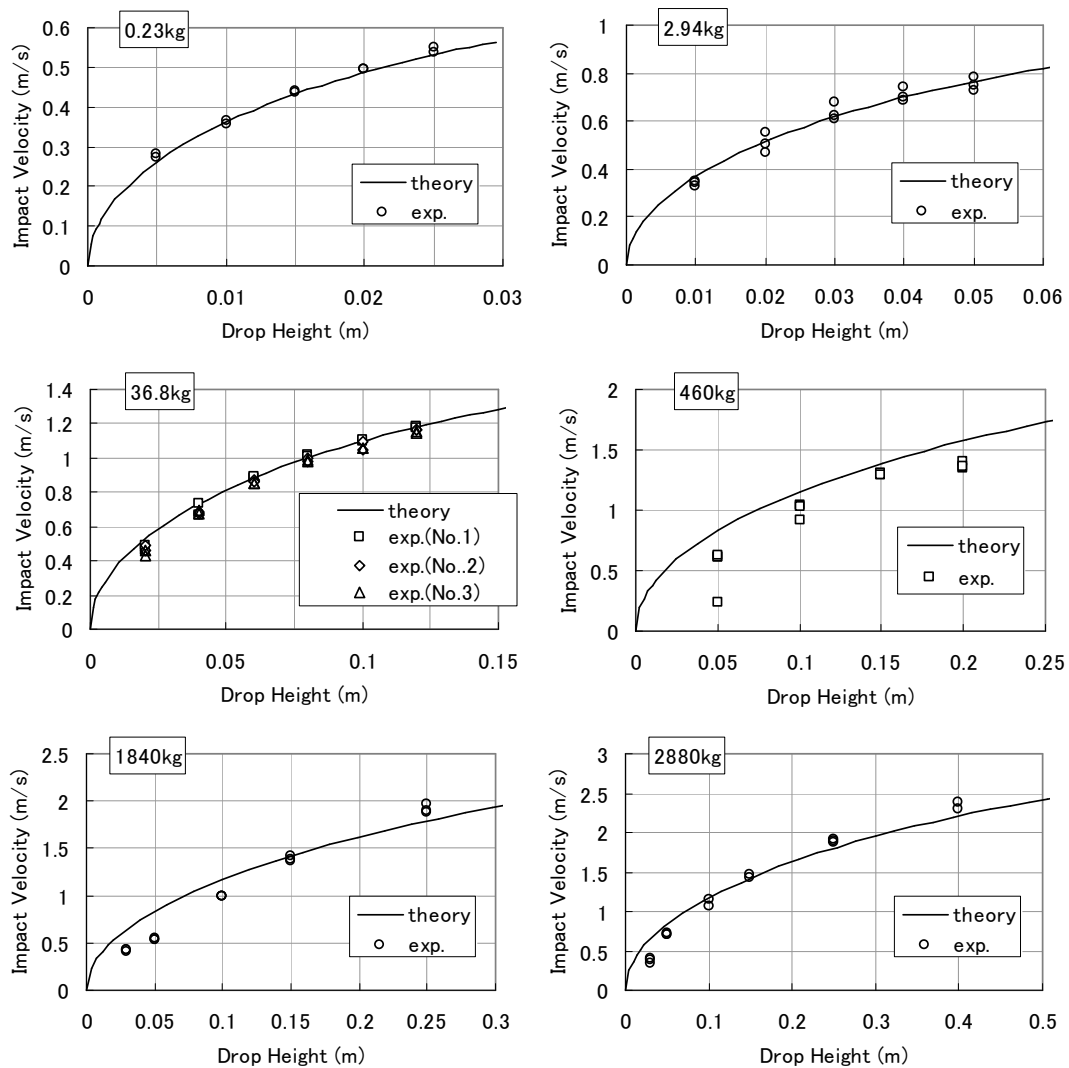 0.23kg
Impact Velocity (m/s)
0.6
0.5
0.4
0.3
0.2
0.1
0
theory
exp.
0 0.01 0.02 0.03
Drop Height (m)
2.94kg
Impact Velocity (m/s)
1
0.8
0.6
0.4
0.2
0
theory
exp.
0 0.01 0.02 0.03 0.04 0.05 0.06
Drop Height (m)
36.8kg
Impact Velocity (m/s)
1.4
1.2
1
0.8
0.6
0.4
0.2
0
theory
exp.(No.1)
exp.(No..2)
exp.(No.3)
0 0.05 0.1 0.15
Drop Height (m)
460kg
Impact Velocity (m/s)
2
1.5
1
0.5
0
theory
exp.
0 0.05 0.1 0.15 0.2 0.25
Drop Height (m)
1840kg
Impact Velocity (m/s)
2.5
2
1.5
1
0.5
0
theory
exp.
0 0.05 0.1 0.15 0.20 0.25 0.3
Drop Height (m)
2880kg
Impact Velocity (m/s)
3
2.5
2
1.5
1
0.5
0
theory
exp.
0 0.1 0.2 0.3 0.4 0.5
Drop Height (m)